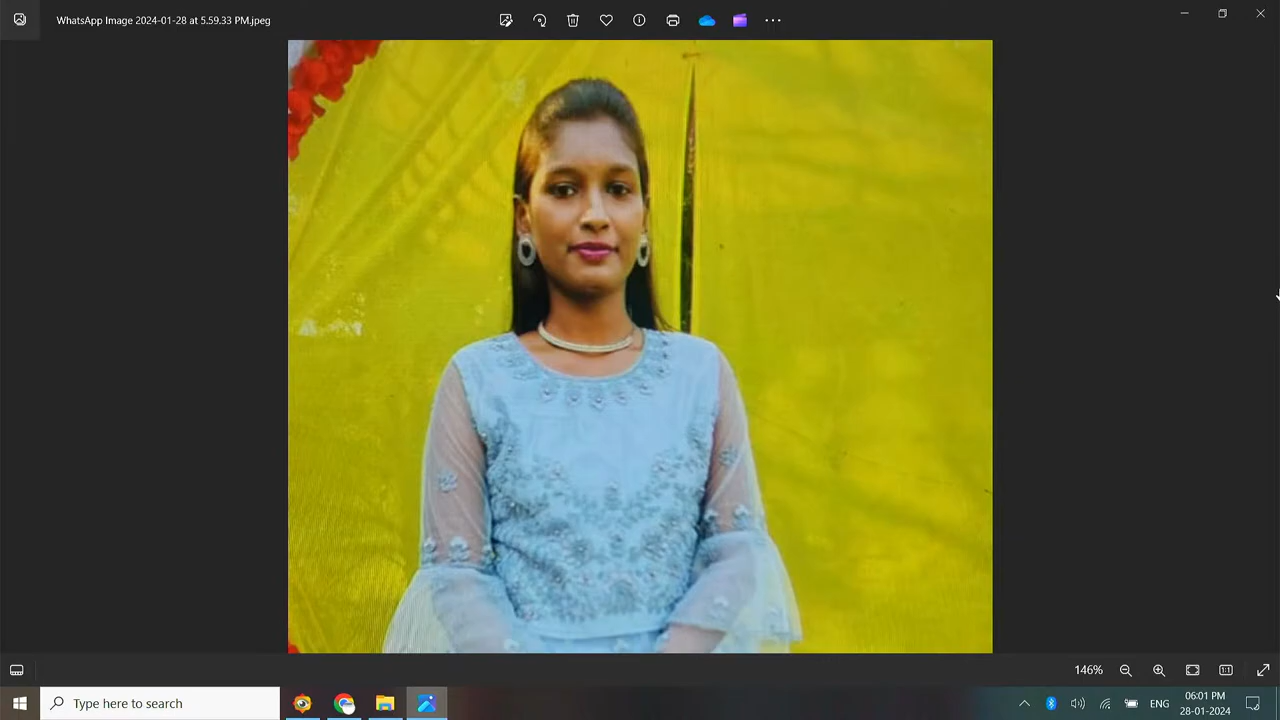 WhatsApp Image 2024-01-28 at 5.59.33 PM.jpeg
146%
Type here to search
ENG
06:01 PM
28-01-2024